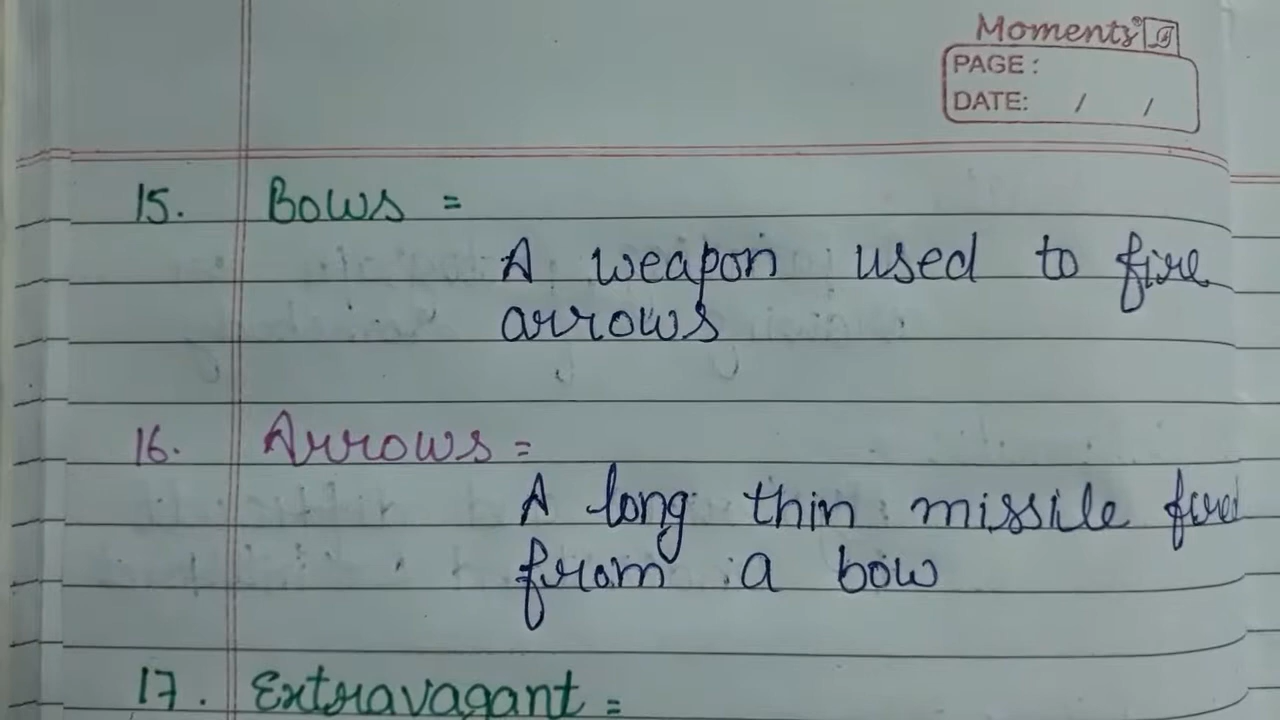 Moments
PAGE:
DATE: / /
15. Bows =
A weapon used to fire
arrows
16. Arrows =
A long thin missile fired
from a bow
17. Extravagant =